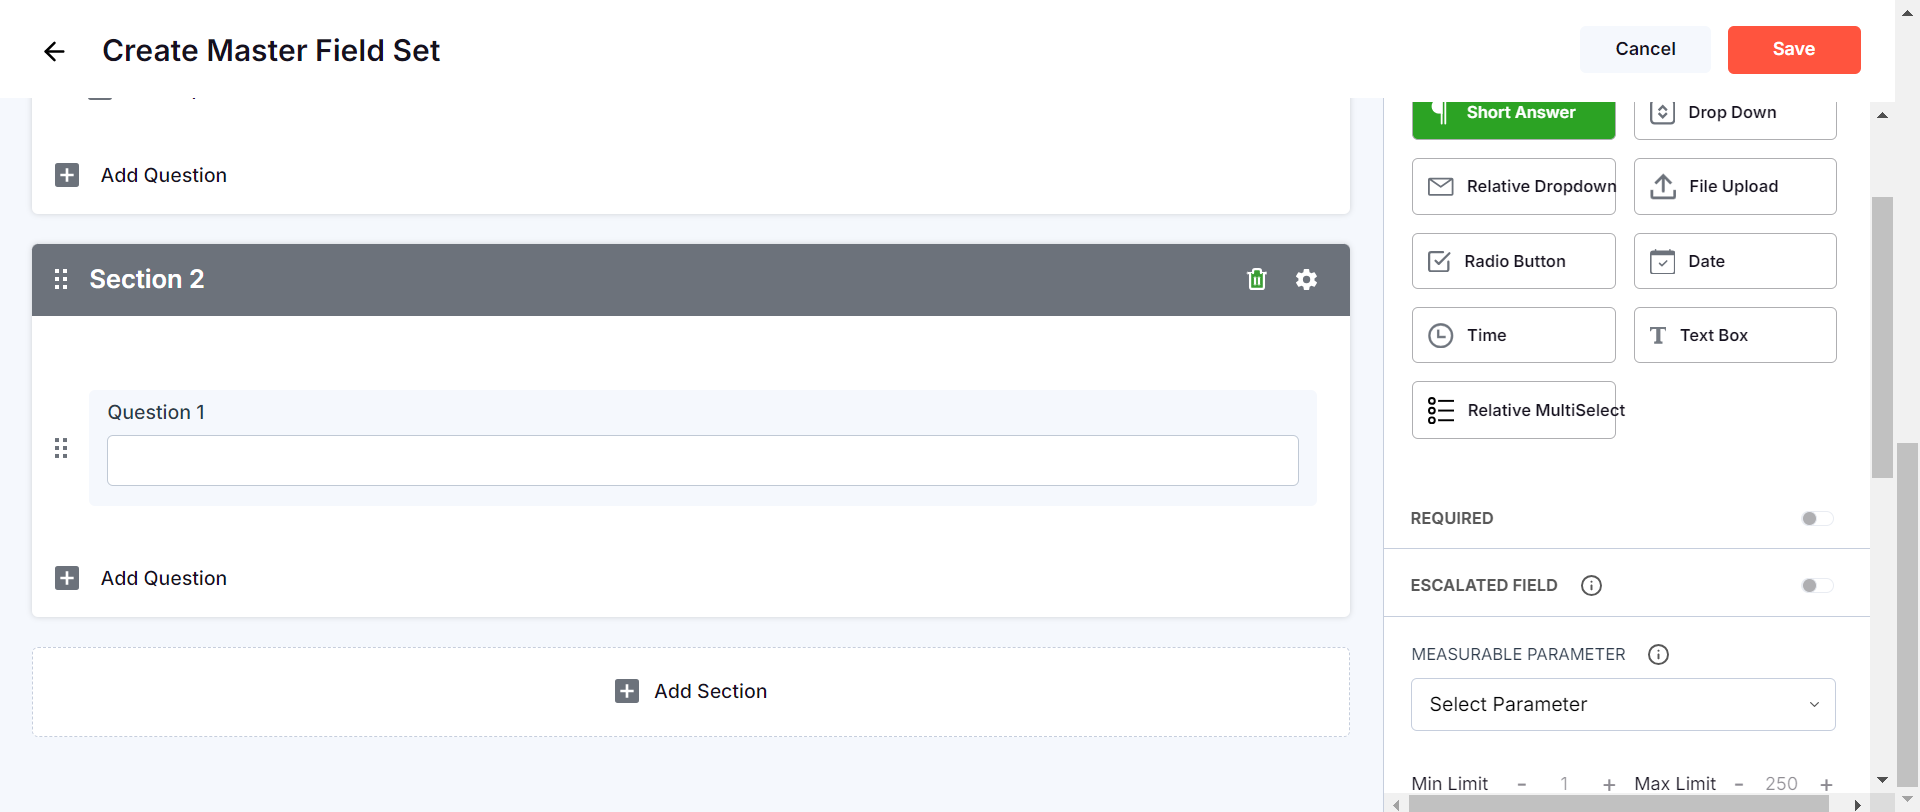 Create Master Field Set
Cancel
Save
Add Question
Section 2
Question 1
Add Question
Add Section
Short Answer
Drop Down
Relative Dropdown
File Upload
Radio Button
Date
Time
Text Box
Relative MultiSelect
REQUIRED
ESCALATED FIELD
MEASURABLE PARAMETER
Select Parameter
Min Limit - 1 + Max Limit - 250 +